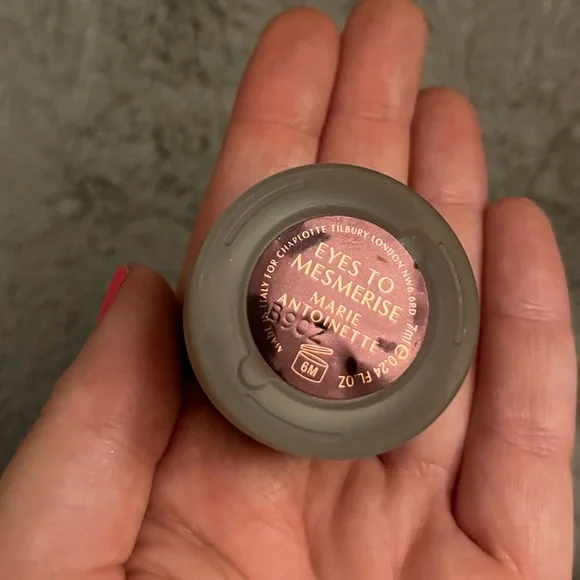 MADE IN ITALY FOR CHARLOTTE TILBURY LONDON NW6 6RD 7ml ℮ 0.24 FL.OZ
EYES TO
MESMERISE
MARIE
ANTOINETTE
B9CZ
6M